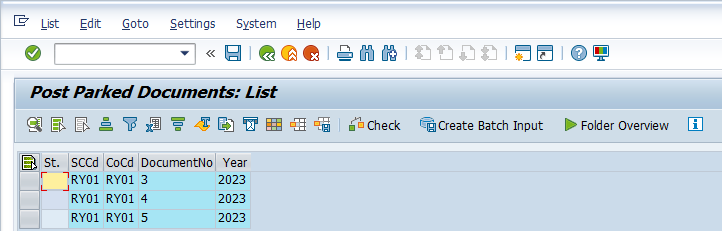 List Edit Goto Settings System Help
Post Parked Documents: List
Check Create Batch Input Folder Overview
St. SCCd CoCd DocumentNo Year
RY01 RY01 3 2023
RY01 RY01 4 2023
RY01 RY01 5 2023